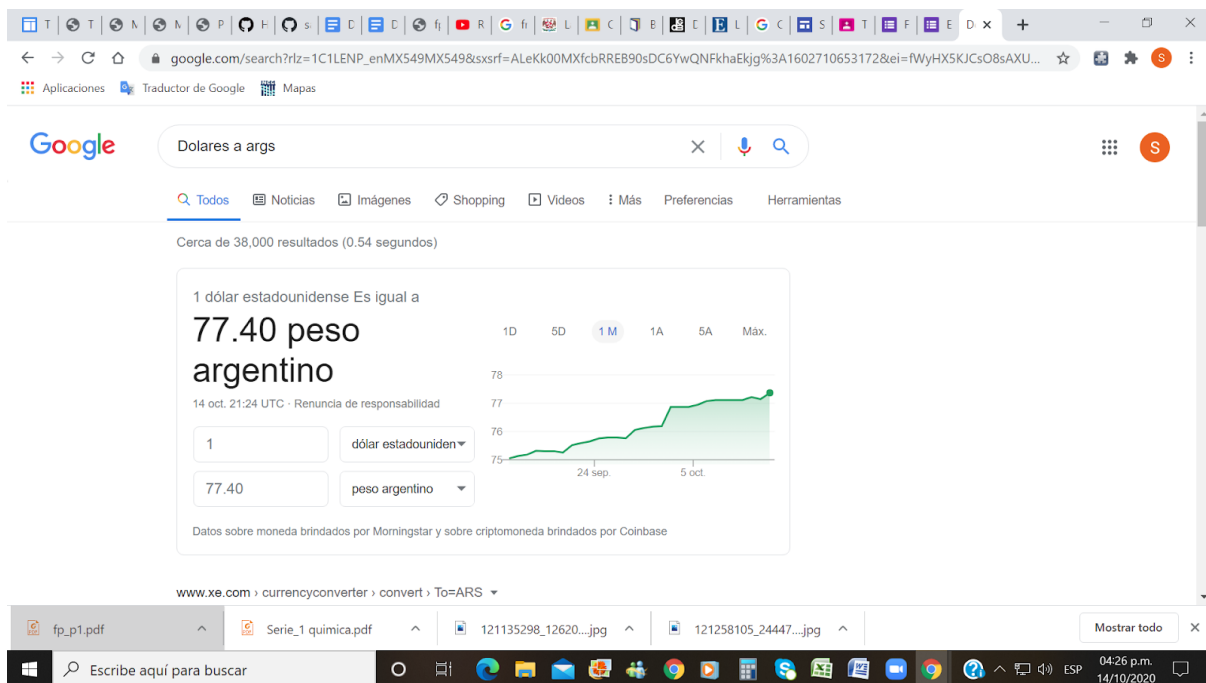 T T N N P H s D D fj R G fr L C B D L G C S T F E D
google.com/search?rlz=1C1LENP_enMX549MX549&sxsrf=ALeKk00MXfcbRREB90sDC6YwQNFkhaEkjg%3A1602710653172&ei=fWyHX5KJCsO8sAXU...
S
Aplicaciones Traductor de Google Mapas
Google
Dolares a args
S
Todos Noticias Imágenes Shopping Videos Más Preferencias Herramientas
Cerca de 38,000 resultados (0.54 segundos)
1 dólar estadounidense Es igual a
77.40 peso
argentino
14 oct. 21:24 UTC · Renuncia de responsabilidad
1 dólar estadouniden
77.40 peso argentino
1D 5D 1 M 1A 5A Máx.
78
77
76
75
24 sep. 5 oct.
Datos sobre moneda brindados por Morningstar y sobre criptomoneda brindados por Coinbase
www.xe.com › currencyconverter › convert › To=ARS
fp_p1.pdf Serie_1 quimica.pdf 121135298_12620....jpg 121258105_24447....jpg Mostrar todo
Escribe aquí para buscar ESP 04:26 p.m.
14/10/2020